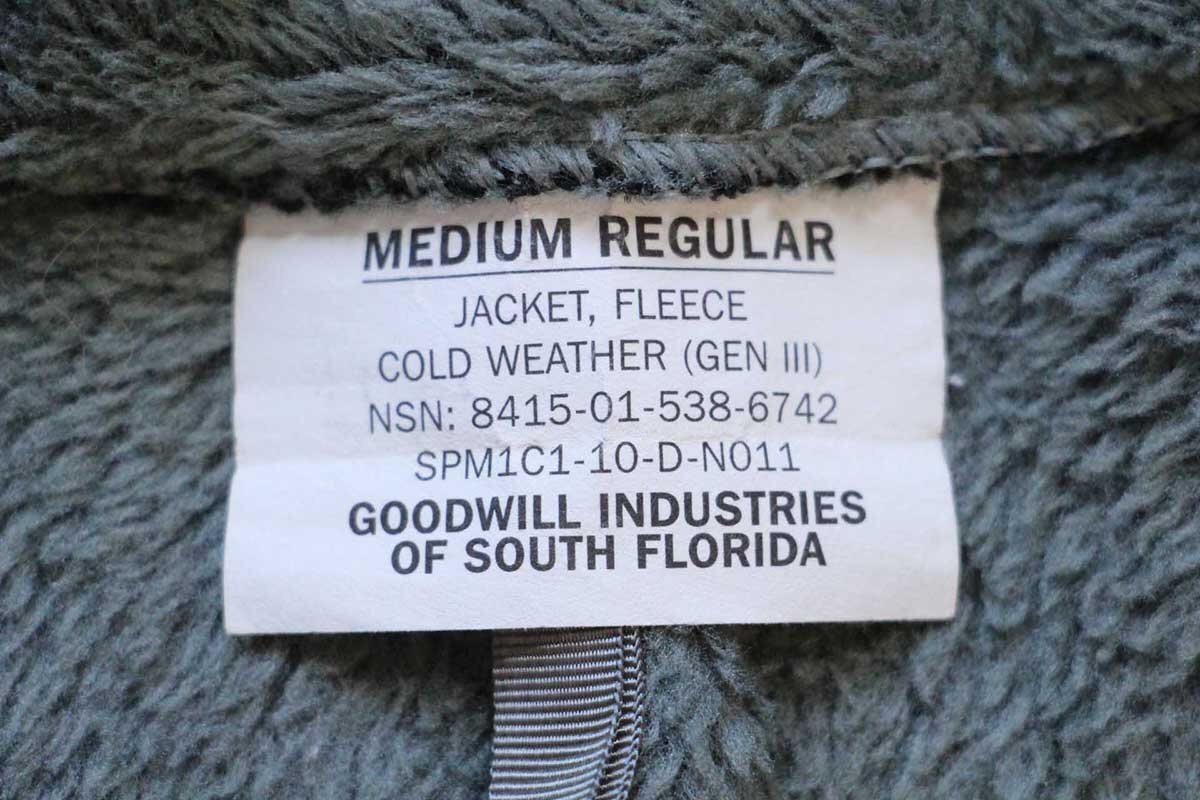 MEDIUM REGULAR
JACKET, FLEECE
COLD WEATHER (GEN III)
NSN: 8415-01-538-6742
SPM1C1-10-D-N011
GOODWILL INDUSTRIES
OF SOUTH FLORIDA